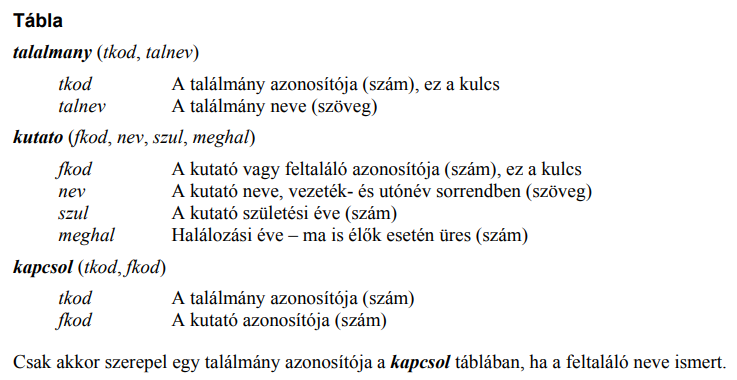 Tábla
talalmany (tkod, talnev)
tkod A találmány azonosítója (szám), ez a kulcs
talnev A találmány neve (szöveg)
kutato (fkod, nev, szul, meghal)
fkod A kutató vagy feltaláló azonosítója (szám), ez a kulcs
nev A kutató neve, vezeték- és utónév sorrendben (szöveg)
szul A kutató születési éve (szám)
meghal Halálozási éve – ma is élők esetén üres (szám)
kapcsol (tkod, fkod)
tkod A találmány azonosítója (szám)
fkod A kutató azonosítója (szám)
Csak akkor szerepel egy találmány azonosítója a kapcsol táblában, ha a feltaláló neve ismert.